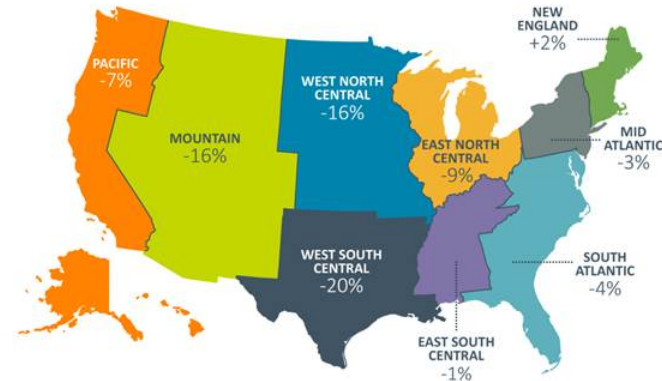 NEW ENGLAND
+2%
PACIFIC
-7%
WEST NORTH
CENTRAL
-16%
MOUNTAIN
-16%
EAST NORTH
CENTRAL
-9%
MID
ATLANTIC
-3%
WEST SOUTH
CENTRAL
-20%
SOUTH
ATLANTIC
-4%
EAST SOUTH
CENTRAL
-1%